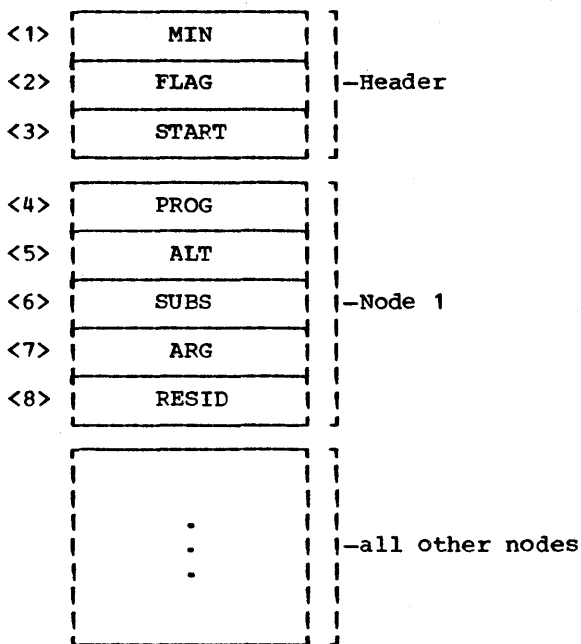 <1> MIN
<2> FLAG -Header
<3> START
<4> PROG
<5> ALT
<6> SUBS -Node 1
<7> ARG
<8> RESID
.
.
.
-all other nodes